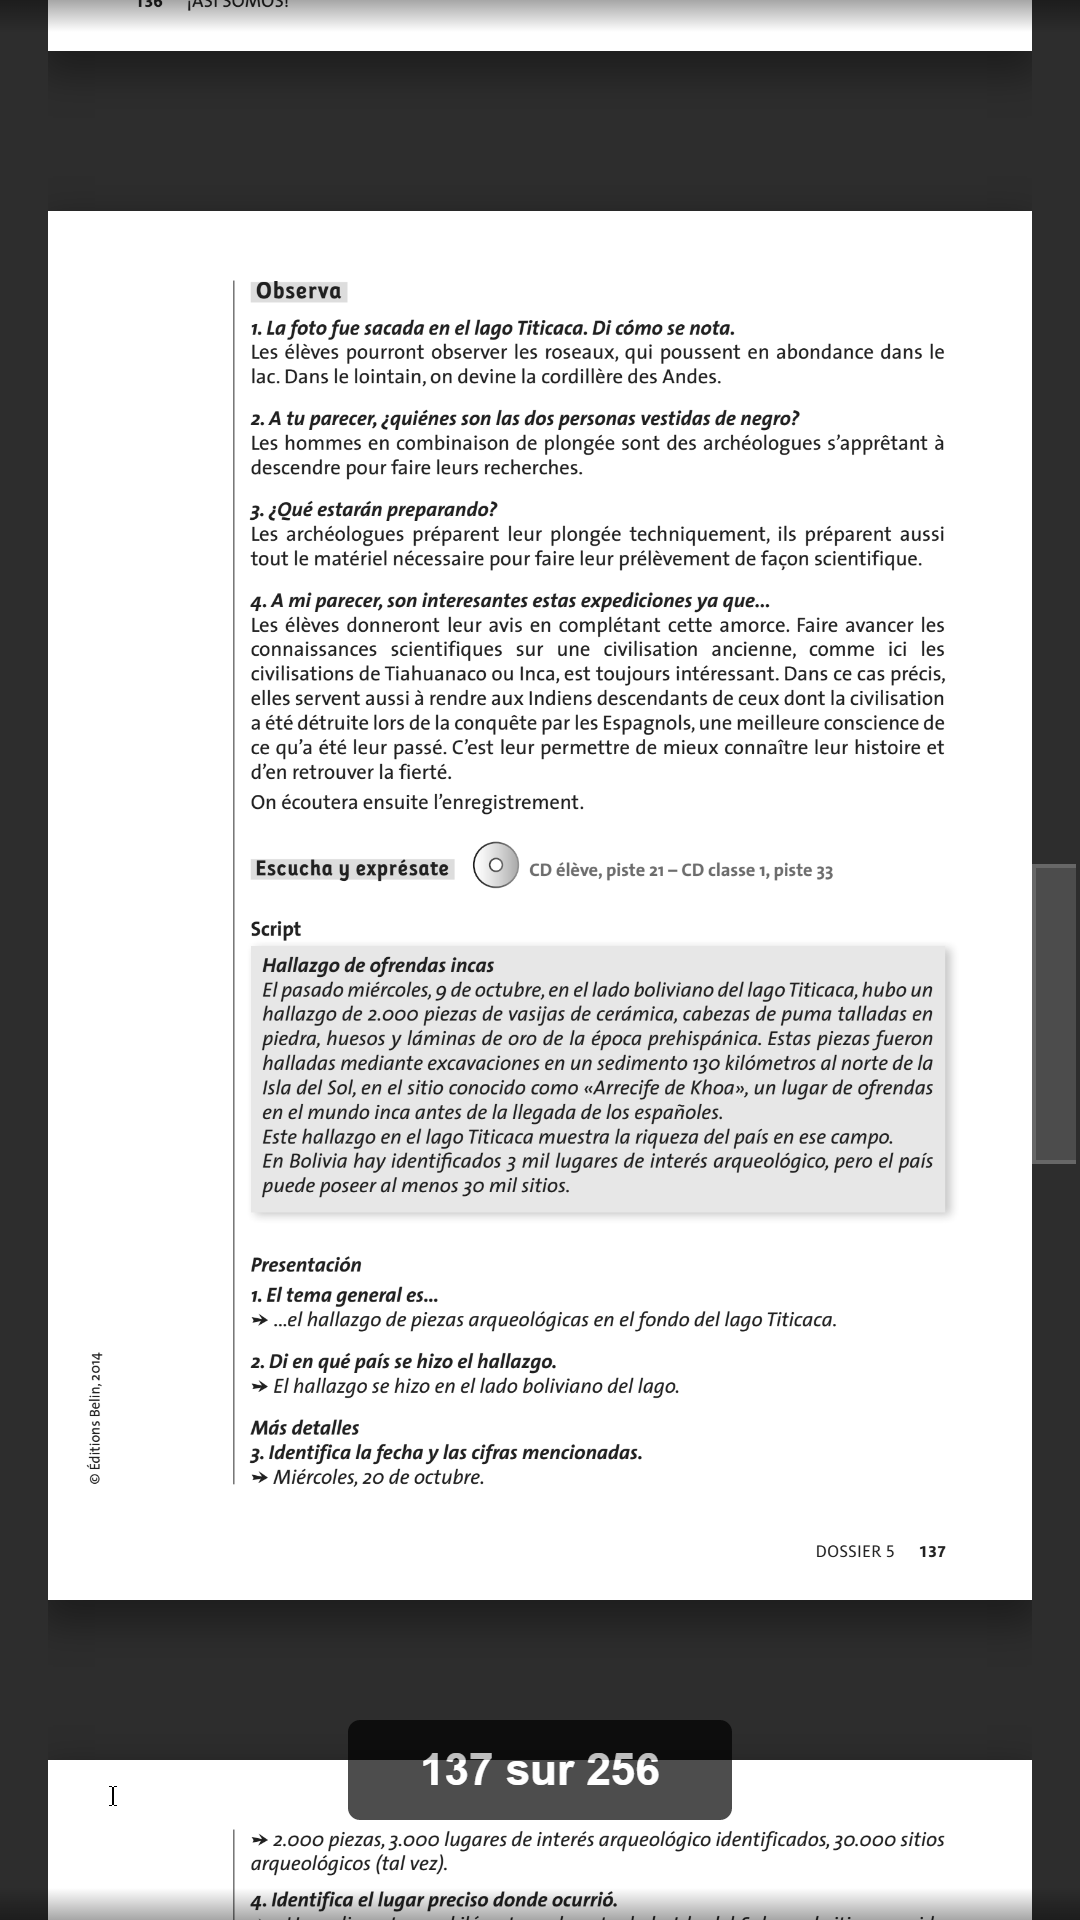 136 ¡ASÍ SOMOS!
Observa
1. La foto fue sacada en el lago Titicaca. Di cómo se nota.
Les élèves pourront observer les roseaux, qui poussent en abondance dans le
lac. Dans le lointain, on devine la cordillère des Andes.
2. A tu parecer, ¿quiénes son las dos personas vestidas de negro?
Les hommes en combinaison de plongée sont des archéologues s’apprêtant à
descendre pour faire leurs recherches.
3. ¿Qué estarán preparando?
Les archéologues préparent leur plongée techniquement, ils préparent aussi
tout le matériel nécessaire pour faire leur prélèvement de façon scientifique.
4. A mi parecer, son interesantes estas expediciones ya que...
Les élèves donneront leur avis en complétant cette amorce. Faire avancer les
connaissances scientifiques sur une civilisation ancienne, comme ici les
civilisations de Tiahuanaco ou Inca, est toujours intéressant. Dans ce cas précis,
elles servent aussi à rendre aux Indiens descendants de ceux dont la civilisation
a été détruite lors de la conquête par les Espagnols, une meilleure conscience de
ce qu’a été leur passé. C’est leur permettre de mieux connaître leur histoire et
d’en retrouver la fierté.
On écoutera ensuite l’enregistrement.
Escucha y exprésate CD élève, piste 21 – CD classe 1, piste 33
Script
Hallazgo de ofrendas incas
El pasado miércoles, 9 de octubre, en el lado boliviano del lago Titicaca, hubo un
hallazgo de 2.000 piezas de vasijas de cerámica, cabezas de puma talladas en
piedra, huesos y láminas de oro de la época prehispánica. Estas piezas fueron
halladas mediante excavaciones en un sedimento 130 kilómetros al norte de la
Isla del Sol, en el sitio conocido como «Arrecife de Khoa», un lugar de ofrendas
en el mundo inca antes de la llegada de los españoles.
Este hallazgo en el lago Titicaca muestra la riqueza del país en ese campo.
En Bolivia hay identificados 3 mil lugares de interés arqueológico, pero el país
puede poseer al menos 30 mil sitios.
Presentación
1. El tema general es...
➛ ...el hallazgo de piezas arqueológicas en el fondo del lago Titicaca.
2. Di en qué país se hizo el hallazgo.
➛ El hallazgo se hizo en el lado boliviano del lago.
Más detalles
3. Identifica la fecha y las cifras mencionadas.
➛ Miércoles, 20 de octubre.
© Éditions Belin, 2014
DOSSIER 5 137
137 sur 256
➛ 2.000 piezas, 3.000 lugares de interés arqueológico identificados, 30.000 sitios
arqueológicos (tal vez).
4. Identifica el lugar preciso donde ocurrió.